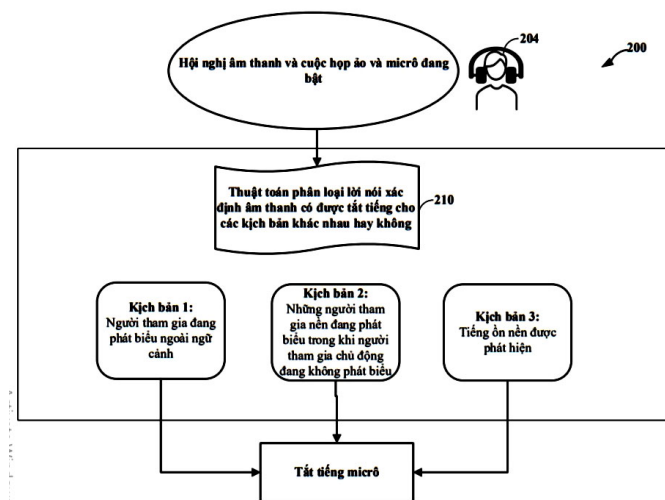 204
200
Hội nghị âm thanh và cuộc họp ảo và micrô đang
bật
Thuật toán phân loại lời nói xác
định âm thanh có được tắt tiếng cho
các kịch bản khác nhau hay không
210
Kịch bản 1:
Người tham gia đang
phát biểu ngoài ngữ
cảnh
Kịch bản 2:
Những người tham
gia nền đang phát
biểu trong khi người
tham gia chủ động
đang không phát biểu
Kịch bản 3:
Tiếng ồn nền được
phát hiện
Tắt tiếng micrô